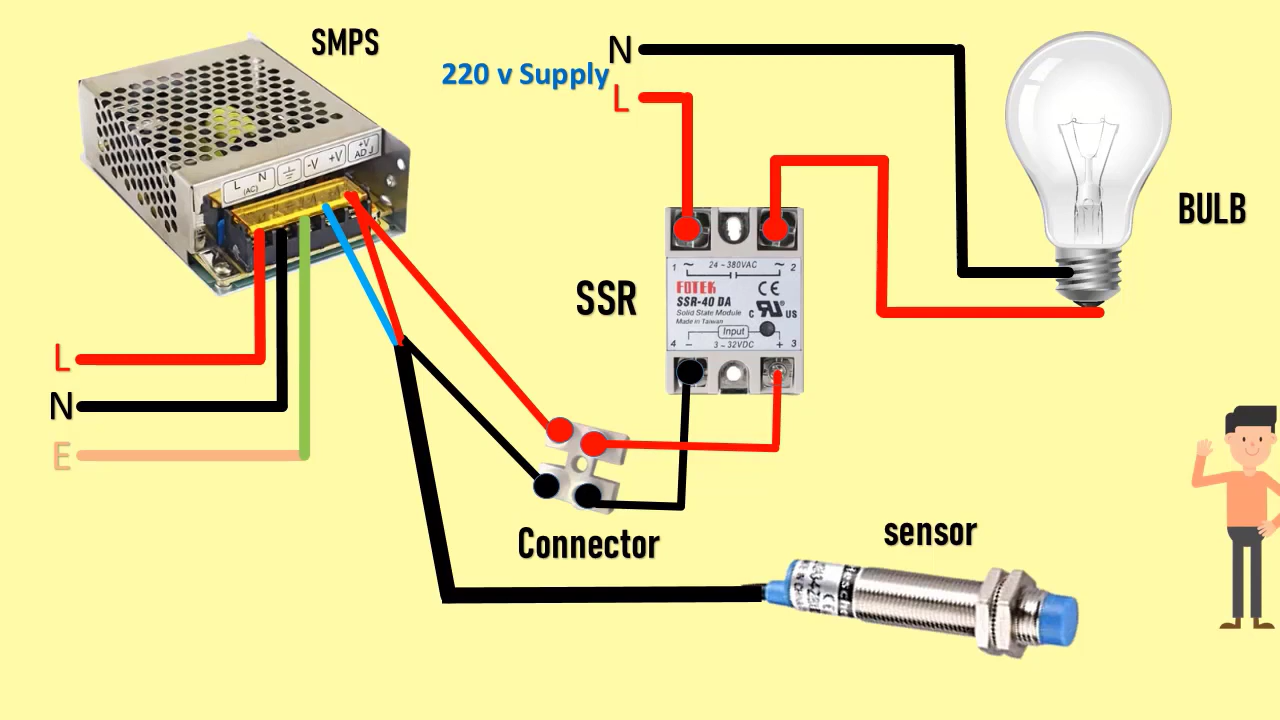 SMPS
N
220 v Supply
L
L
N
(AC)
-V
+V
+V
ADJ
BULB
SSR
1 ~ 24 ~ 380VAC ~ 2
FOTEK
SSR-40 DA
CE
Solid State Module
Made in Taiwan
C
US
Input
4 − 3 ~ 32VDC + 3
L
N
E
Connector
sensor